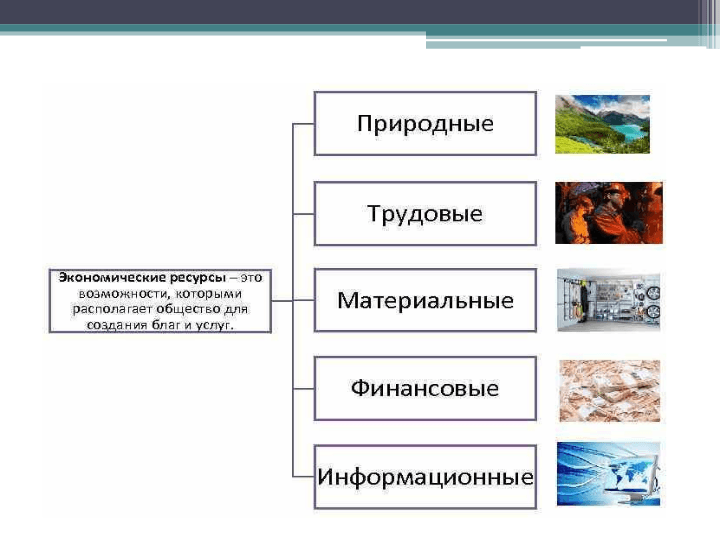 Природные
Трудовые
Экономические ресурсы – это
возможности, которыми
располагает общество для
создания благ и услуг.
Материальные
Финансовые
Информационные